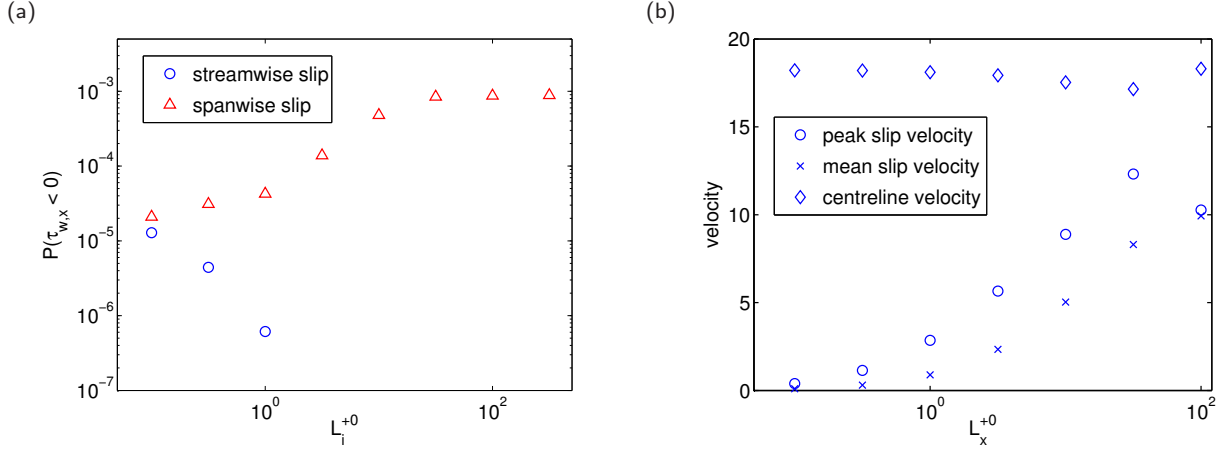 (a)
streamwise slip
spanwise slip
P(τw,x < 0)
10^-3
10^-4
10^-5
10^-6
10^-7
10^0
10^2
L_i^+0
(b)
20
15
10
5
0
velocity
peak slip velocity
mean slip velocity
centreline velocity
10^0
10^2
L_x^+0